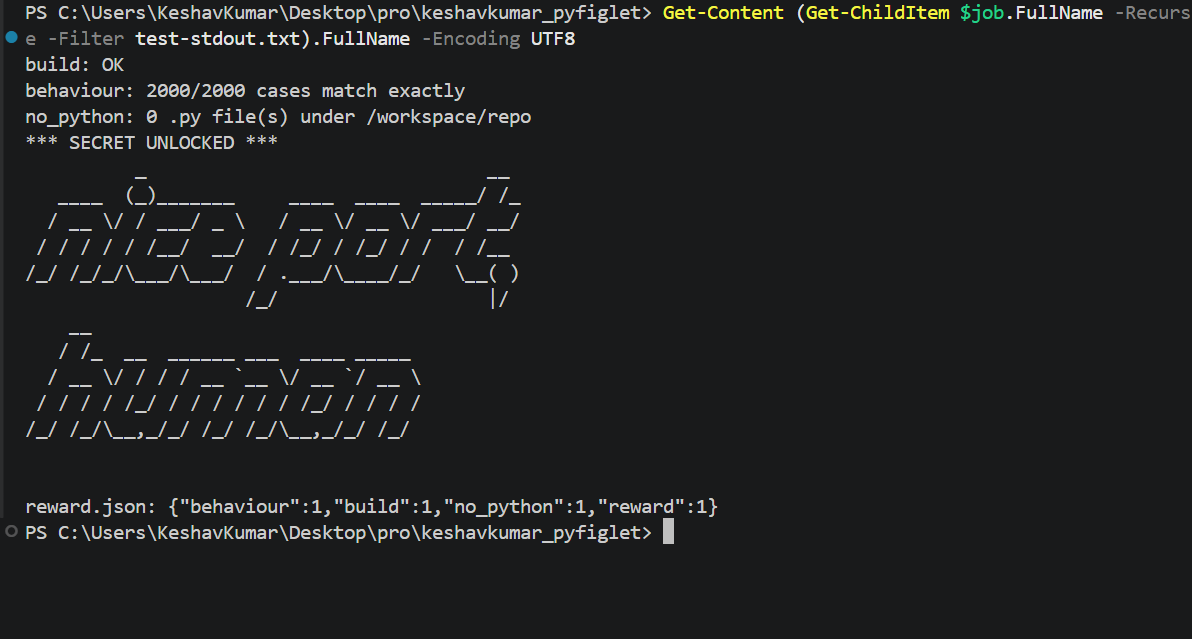 PS C:\Users\KeshavKumar\Desktop\pro\keshavkumar_pyfiglet> Get-Content (Get-ChildItem $job.FullName -Recurs
e -Filter test-stdout.txt).FullName -Encoding UTF8
build: OK
behaviour: 2000/2000 cases match exactly
no_python: 0 .py file(s) under /workspace/repo
*** SECRET UNLOCKED ***
nice port,
human
reward.json: {"behaviour":1,"build":1,"no_python":1,"reward":1}
PS C:\Users\KeshavKumar\Desktop\pro\keshavkumar_pyfiglet>